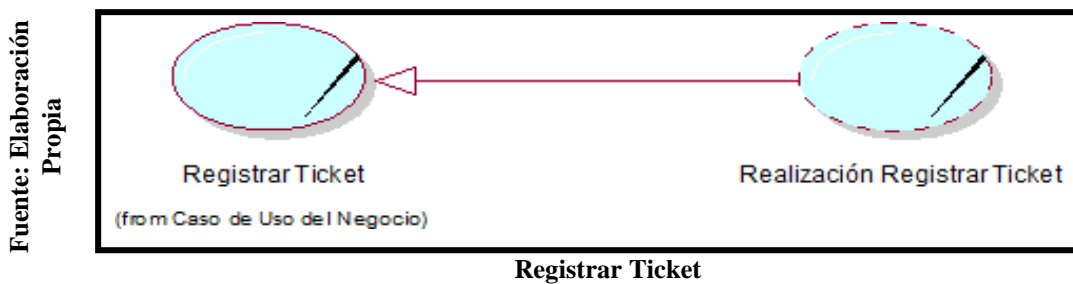 Fuente: Elaboración
Propia
Registrar Ticket
(from Caso de Uso del Negocio)
Realización Registrar Ticket
Registrar Ticket